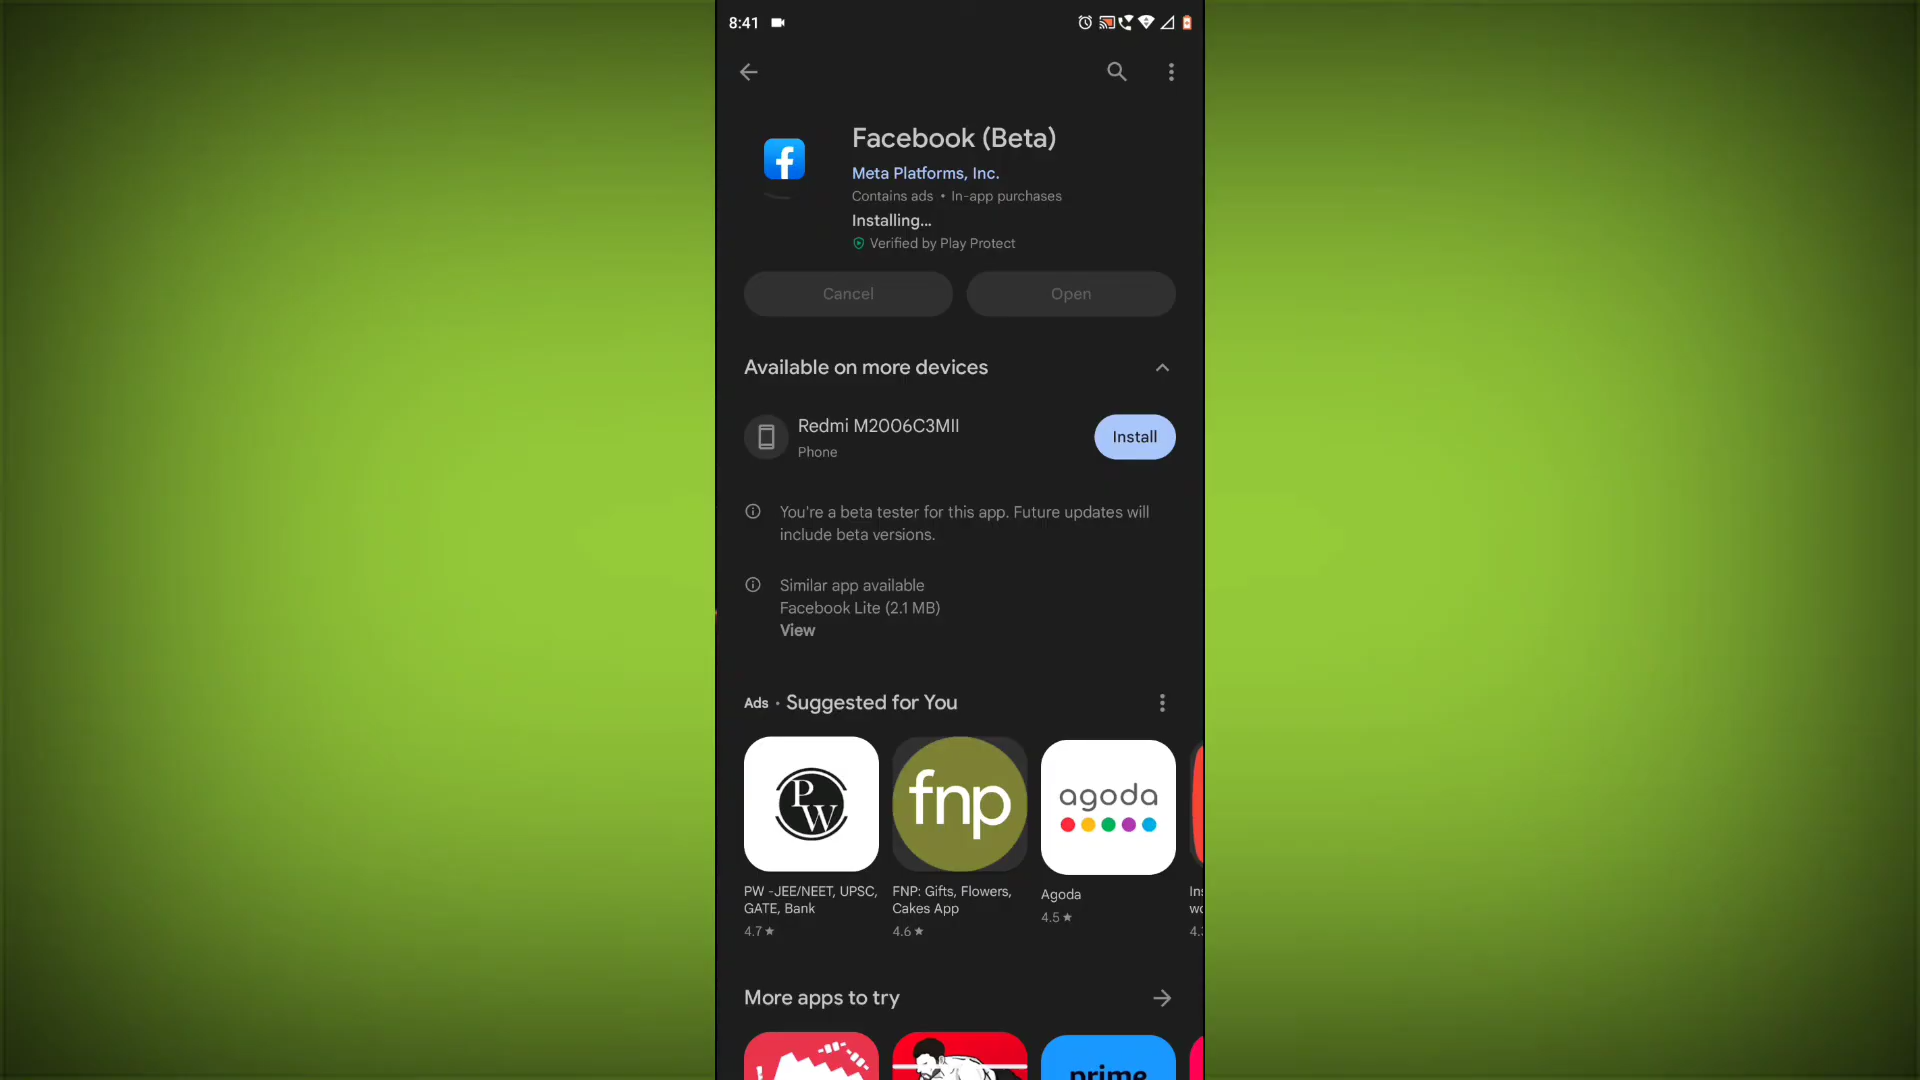 8:41
Facebook (Beta)
Meta Platforms, Inc.
Contains ads • In-app purchases
Installing...
Verified by Play Protect
Cancel
Open
Available on more devices
Redmi M2006C3MII
Phone
Install
You're a beta tester for this app. Future updates will
include beta versions.
Similar app available
Facebook Lite (2.1 MB)
View
Ads • Suggested for You
PW
fnp
agoda
PW -JEE/NEET, UPSC,
GATE, Bank
4.7★
FNP: Gifts, Flowers,
Cakes App
4.6★
Agoda
4.5★
More apps to try
prime